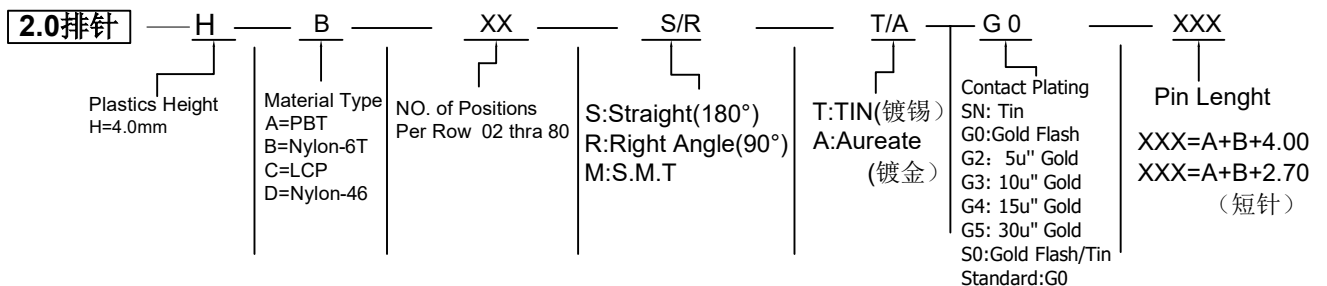 2.0排针 H B XX S/R T/A G 0 XXX
Plastics Height
H=4.0mm
Material Type
A=PBT
B=Nylon-6T
C=LCP
D=Nylon-46
NO. of Positions
Per Row 02 thra 80
S:Straight(180°)
R:Right Angle(90°)
M:S.M.T
T:TIN(镀锡）
A:Aureate
(镀金）
Contact Plating
SN: Tin
G0:Gold Flash
G2： 5u" Gold
G3: 10u" Gold
G4: 15u" Gold
G5: 30u" Gold
S0:Gold Flash/Tin
Standard:G0
Pin Lenght
XXX=A+B+4.00
XXX=A+B+2.70
（短针）